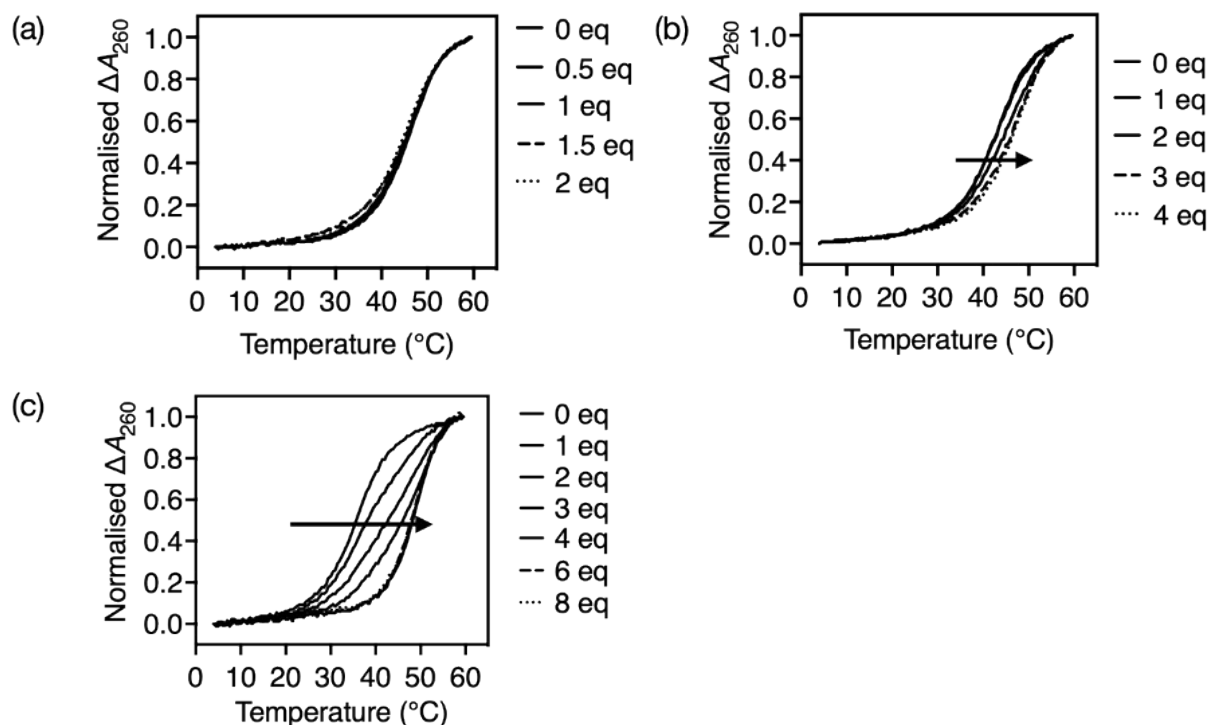 (a)
Normalised ΔA260
1.0
0.8
0.6
0.4
0.2
0.0
0 10 20 30 40 50 60
Temperature (°C)
0 eq
0.5 eq
1 eq
1.5 eq
2 eq
(b)
Normalised ΔA260
1.0
0.8
0.6
0.4
0.2
0.0
0 10 20 30 40 50 60
Temperature (°C)
0 eq
1 eq
2 eq
3 eq
4 eq
(c)
Normalised ΔA260
1.0
0.8
0.6
0.4
0.2
0.0
0 10 20 30 40 50 60
Temperature (°C)
0 eq
1 eq
2 eq
3 eq
4 eq
6 eq
8 eq